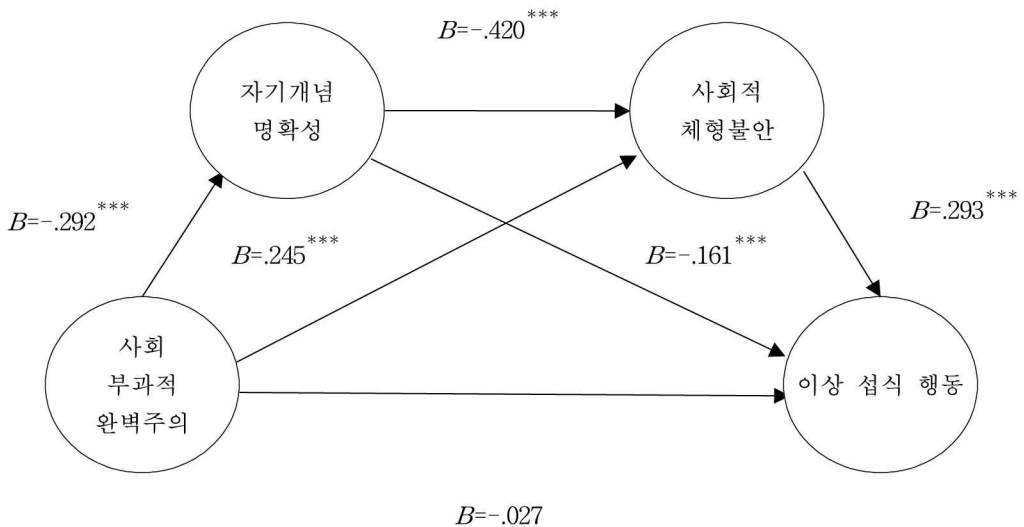 B=-.420***
자기개념
명확성
사회적
체형불안
B=-.292***
B=.245***
B=-.161***
B=.293***
사회
부과적
완벽주의
이상 섭식 행동
B=-.027